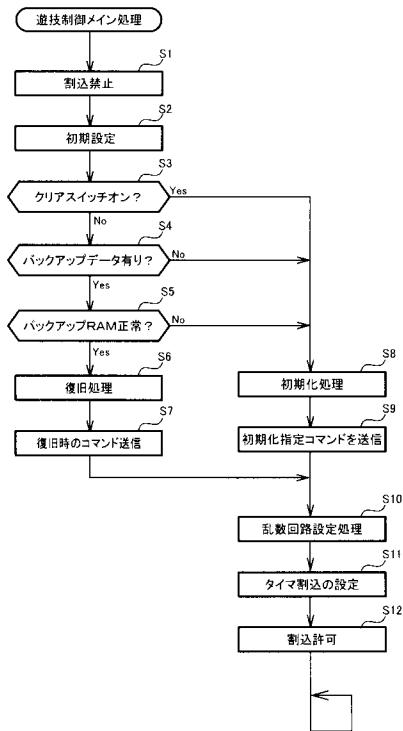 遊技制御メイン処理
S1
割込禁止
S2
初期設定
S3
クリアスイッチオン？
Yes
No
S4
バックアップデータ有り？
No
Yes
S5
バックアップRAM正常？
No
Yes
S6
復旧処理
S7
復旧時のコマンド送信
S8
初期化処理
S9
初期化指定コマンドを送信
S10
乱数回路設定処理
S11
タイマ割込の設定
S12
割込許可